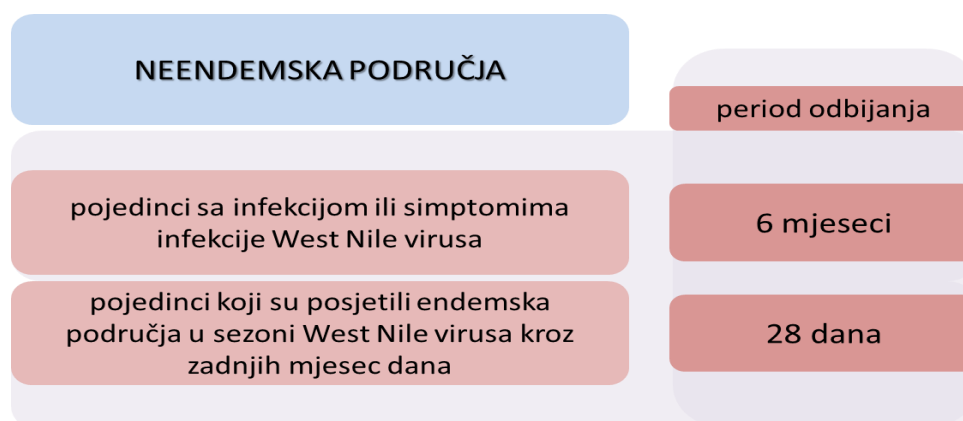 NEENDEMSKA PODRUČJA
period odbijanja
pojedinci sa infekcijom ili simptomima
infekcije West Nile virusa
6 mjeseci
pojedinci koji su posjetili endemska
područja u sezoni West Nile virusa kroz
zadnjih mjesec dana
28 dana